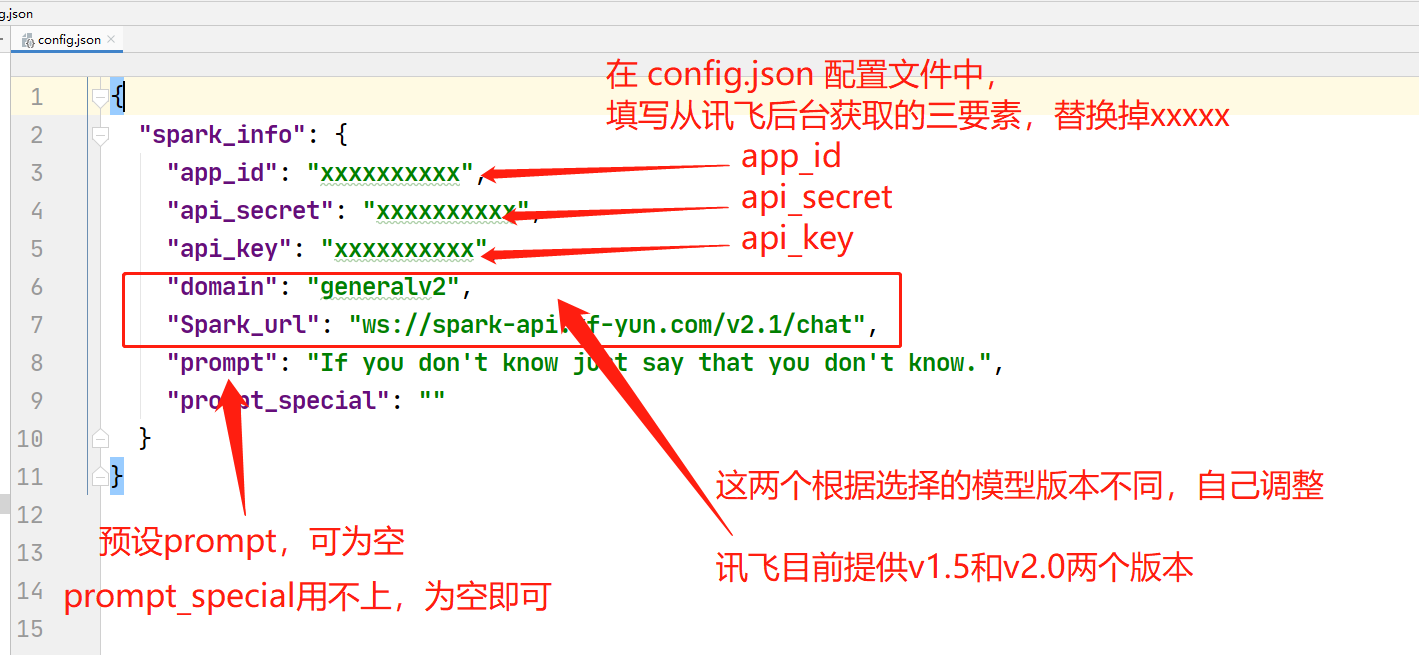 g.json
config.json
在 config.json 配置文件中，
填写从讯飞后台获取的三要素，替换掉xxxxx
1 {
2 "spark_info": {
3 "app_id": "xxxxxxxxxx",
app_id
4 "api_secret": "xxxxxxxxxx",
api_secret
5 "api_key": "xxxxxxxxxx"
api_key
6 "domain": "generalv2",
7 "Spark_url": "ws://spark-api.xf-yun.com/v2.1/chat",
8 "prompt": "If you don't know just say that you don't know.",
9 "prompt_special": ""
10 }
11 }
12
13
14
15
这两个根据选择的模型版本不同，自己调整
讯飞目前提供v1.5和v2.0两个版本
预设prompt，可为空
prompt_special用不上，为空即可